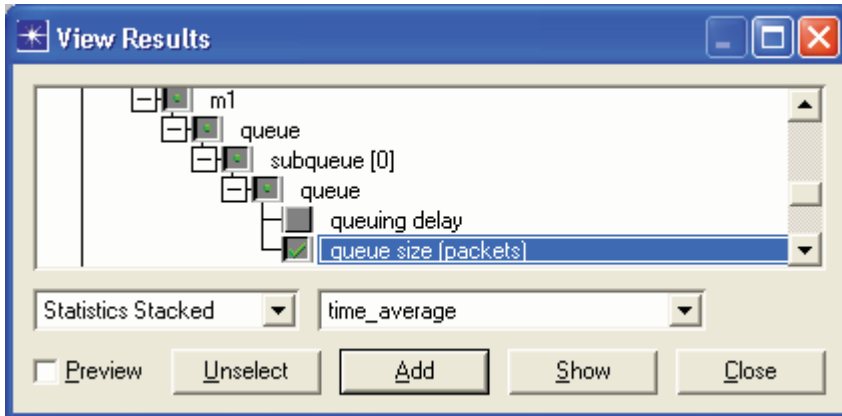 View Results
m1
queue
subqueue [0]
queue
queuing delay
queue size (packets)
Statistics Stacked time_average
Preview Unselect Add Show Close